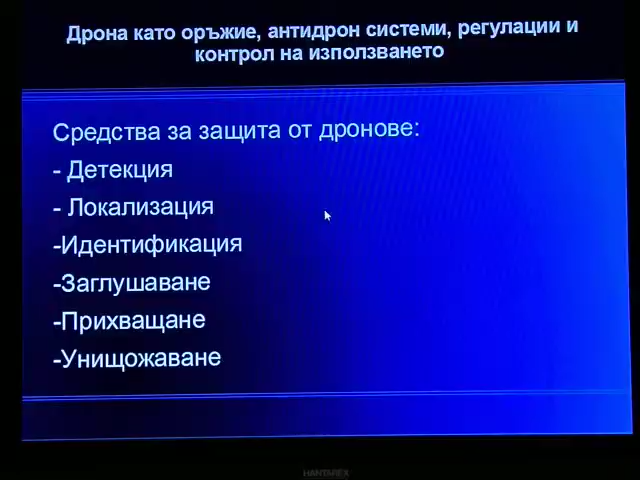 Дрона като оръжие, антидрон системи, регулации и
контрол на използването
Средства за защита от дронове:
- Детекция
- Локализация
-Идентификация
-Заглушаване
-Прихващане
-Унищожаване
HANTAREX